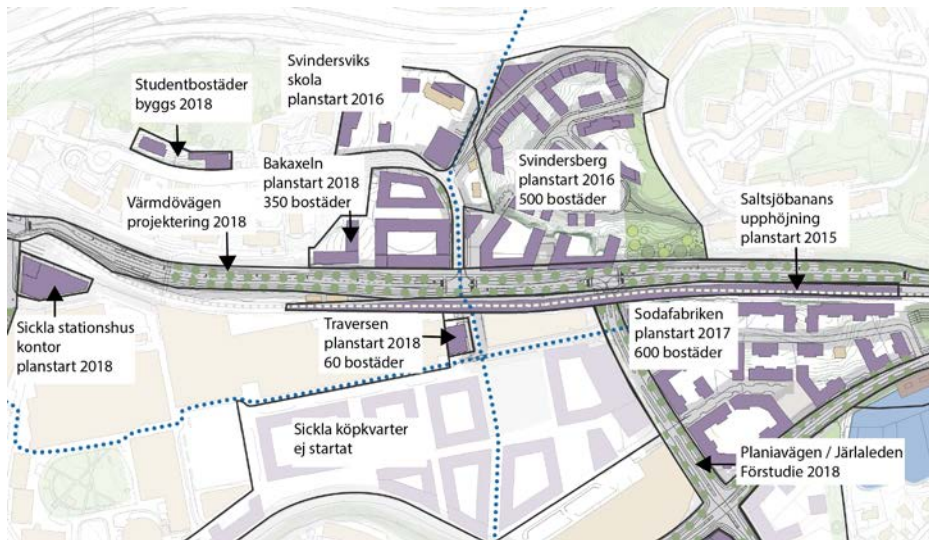 Svindersviks
skola
planstart 2016
Studentbostäder
byggs 2018
Bakaxeln
planstart 2018
350 bostäder
Svindersberg
planstart 2016
500 bostäder
Värmdövägen
projektering 2018
Saltsjöbanans
upphöjning
planstart 2015
Sickla stationshus
kontor
planstart 2018
Traversen
planstart 2018
60 bostäder
Sodafabriken
planstart 2017
600 bostäder
Sickla köpkvarter
ej startat
Planiavägen / Järlaleden
Förstudie 2018